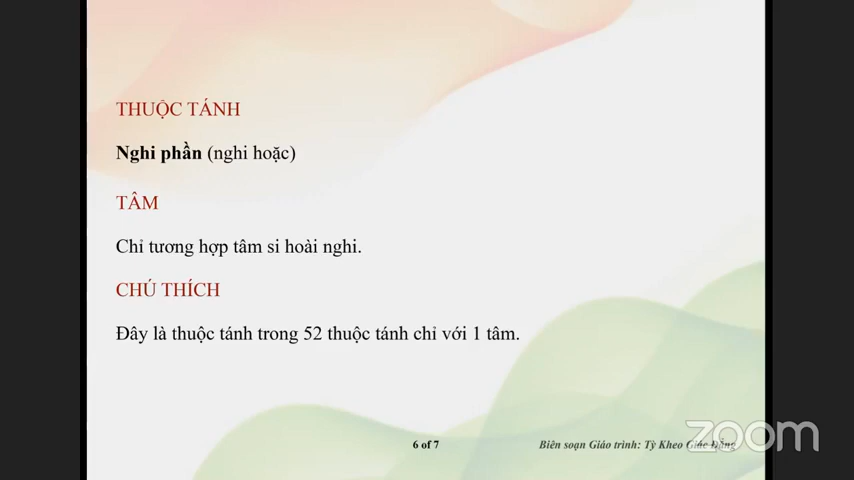 THUỘC TÁNH
Nghi phần (nghi hoặc)
TÂM
Chỉ tương hợp tâm si hoài nghi.
CHÚ THÍCH
Đây là thuộc tánh trong 52 thuộc tánh chỉ với 1 tâm.
6 of 7 Biên soạn Giáo trình: Tỳ Kheo Giác Đẳng
zoom